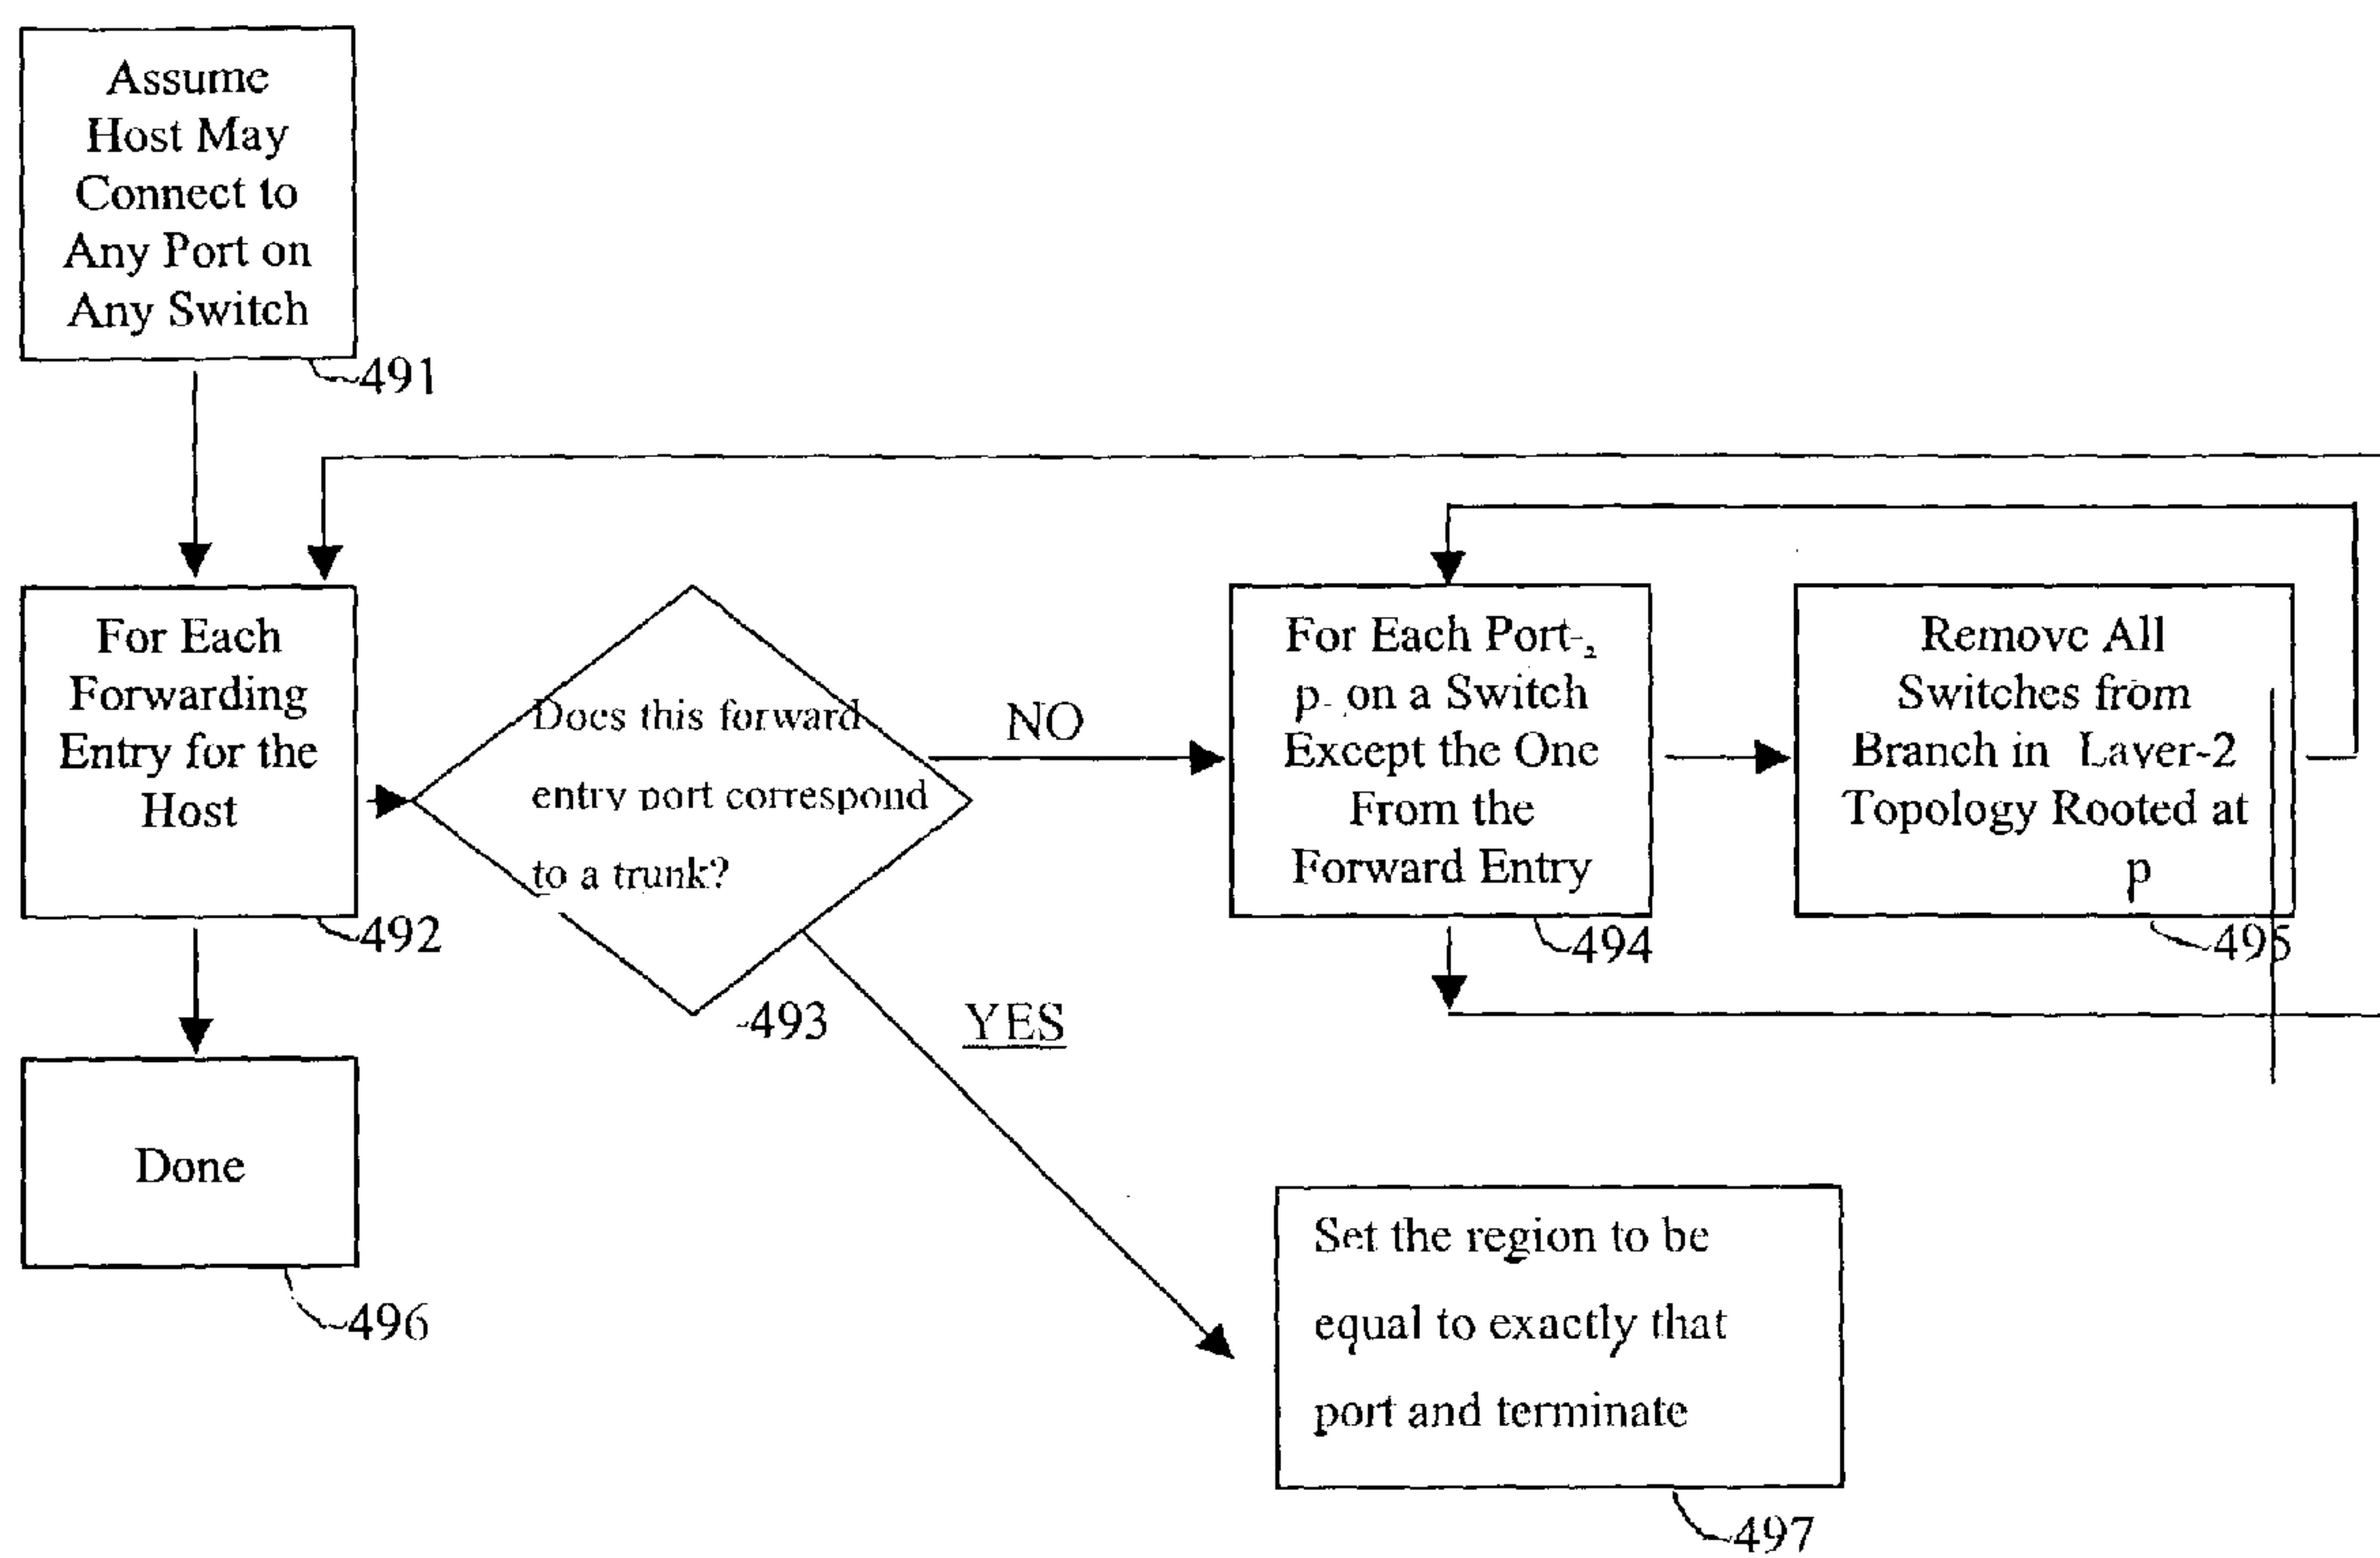 Assume
Host May
Connect to
Any Port on
Any Switch
491
For Each
Forwarding
Entry for the
Host
492
Does this forward
entry port correspond
to a trunk?
493
NO
YES
For Each Port-,
p- , on a Switch
Except the One
From the
Forward Entry
494
Remove All
Switches from
Branch in Layer-2
Topology Rooted at
p
495
Done
496
Set the region to be
equal to exactly that
port and terminate
497